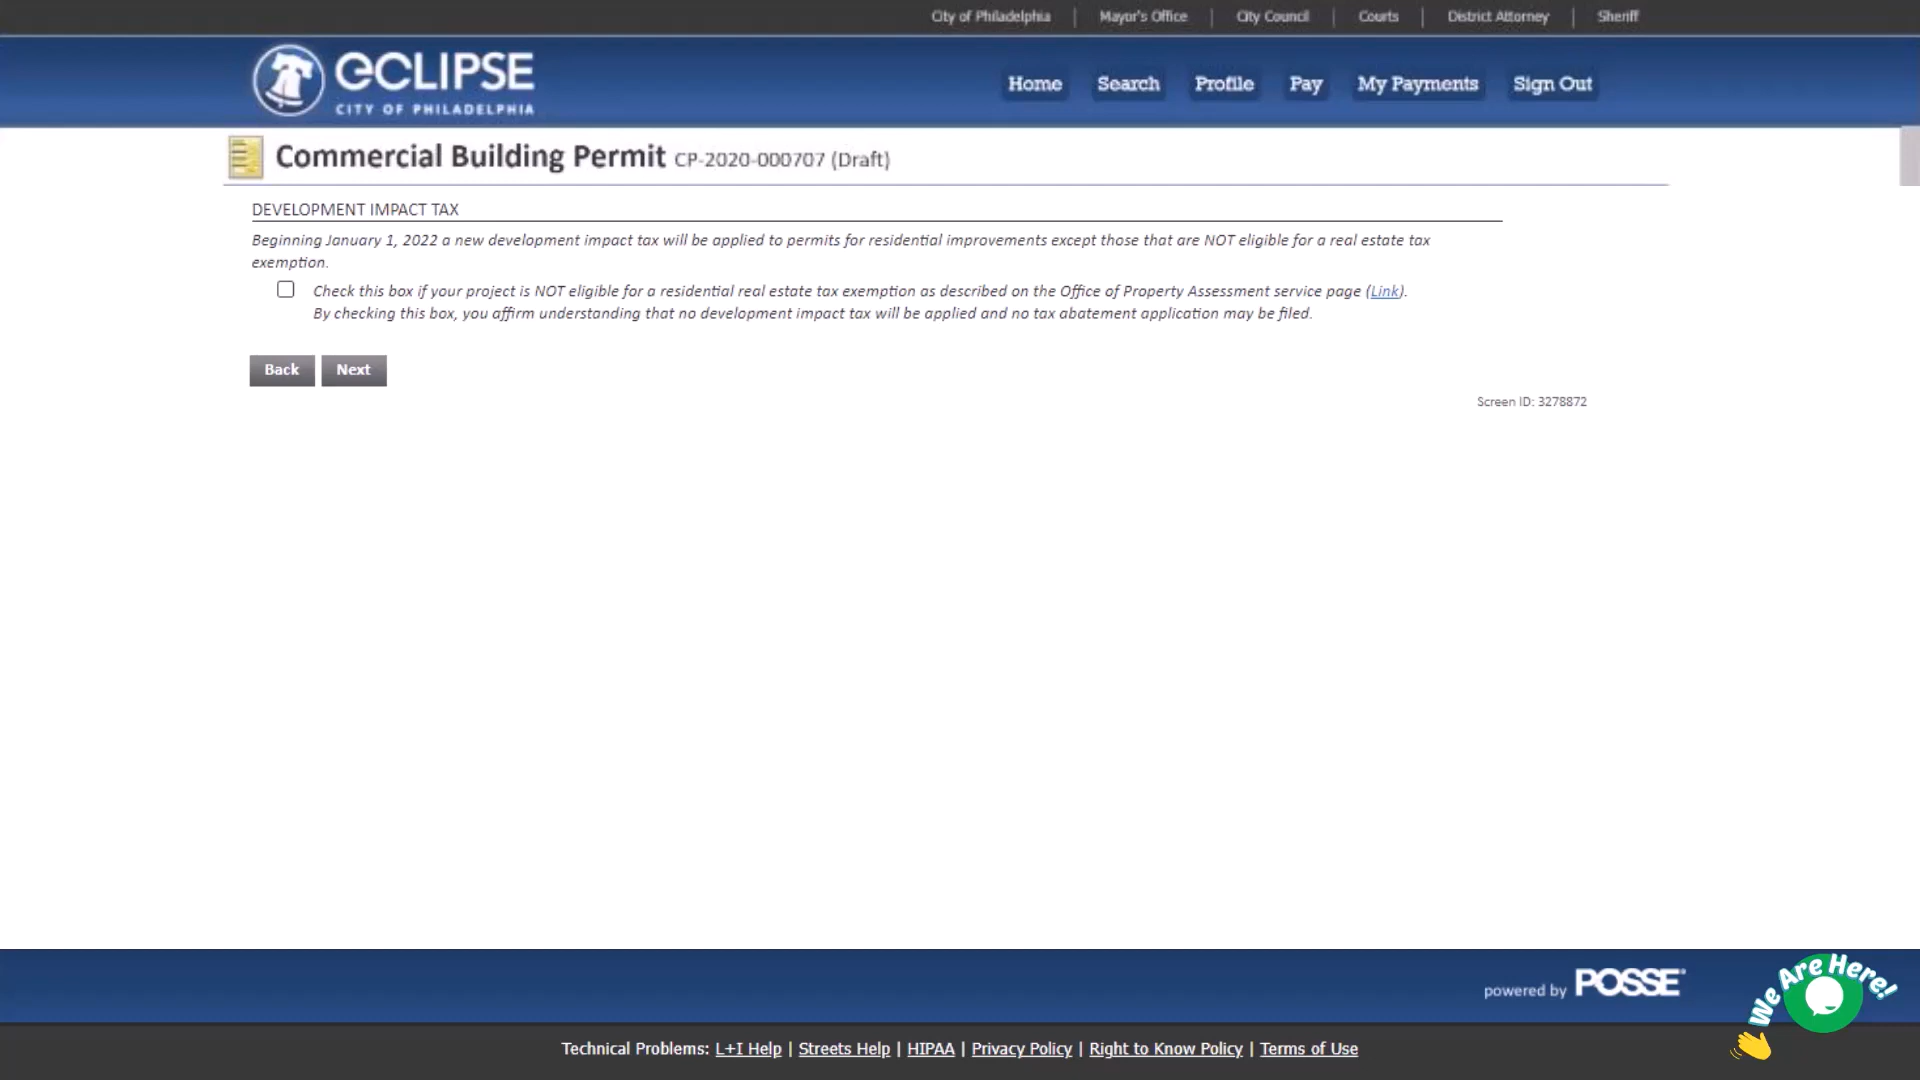 City of Philadelphia | Mayor's Office | City Council | Courts | District Attorney | Sheriff
eCLIPSE
CITY OF PHILADELPHIA
Home Search Profile Pay My Payments Sign Out
Commercial Building Permit CP-2020-000707 (Draft)
DEVELOPMENT IMPACT TAX
Beginning January 1, 2022 a new development impact tax will be applied to permits for residential improvements except those that are NOT eligible for a real estate tax
exemption.
Check this box if your project is NOT eligible for a residential real estate tax exemption as described on the Office of Property Assessment service page (Link).
By checking this box, you affirm understanding that no development impact tax will be applied and no tax abatement application may be filed.
Back Next
Screen ID: 3278872
powered by POSSE
We Are Here!
Technical Problems: L+I Help | Streets Help | HIPAA | Privacy Policy | Right to Know Policy | Terms of Use